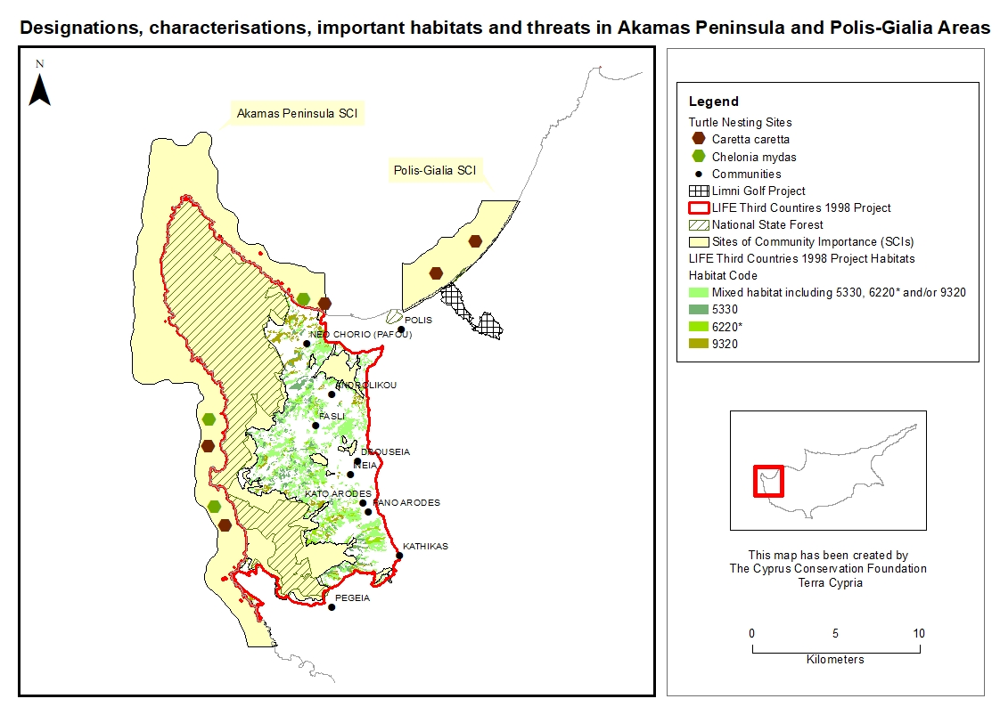 Designations, characterisations, important habitats and threats in Akamas Peninsula and Polis-Gialia Areas
N
Akamas Peninsula SCI
Polis-Gialia SCI
POLIS
NEO CHORIO (PAFOU)
ANDROLIKOU
FASLI
DROUSEIA
INEIA
KATO ARODES
PANO ARODES
KATHIKAS
PEGEIA
Legend
Turtle Nesting Sites
Caretta caretta
Chelonia mydas
Communities
Limni Golf Project
LIFE Third Countires 1998 Project
National State Forest
Sites of Community Importance (SCIs)
LIFE Third Countries 1998 Project Habitats
Habitat Code
Mixed habitat including 5330, 6220* and/or 9320
5330
6220*
9320
This map has been created by
The Cyprus Conservation Foundation
Terra Cypria
0 5 10
Kilometers